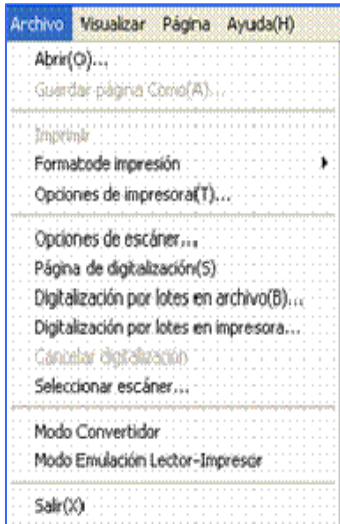 Archivo Visualizar Página Ayuda(H)
Abrir(O)...
Guardar página Como(A)...
Imprimir
Formatode impresión
Opciones de impresora(T)...
Opciones de escáner...
Página de digitalización(S)
Digitalización por lotes en archivo(B)...
Digitalización por lotes en impresora...
Cancelar digitalización
Seleccionar escáner...
Modo Convertidor
Modo Emulación Lector-Impresor
Salir(X)